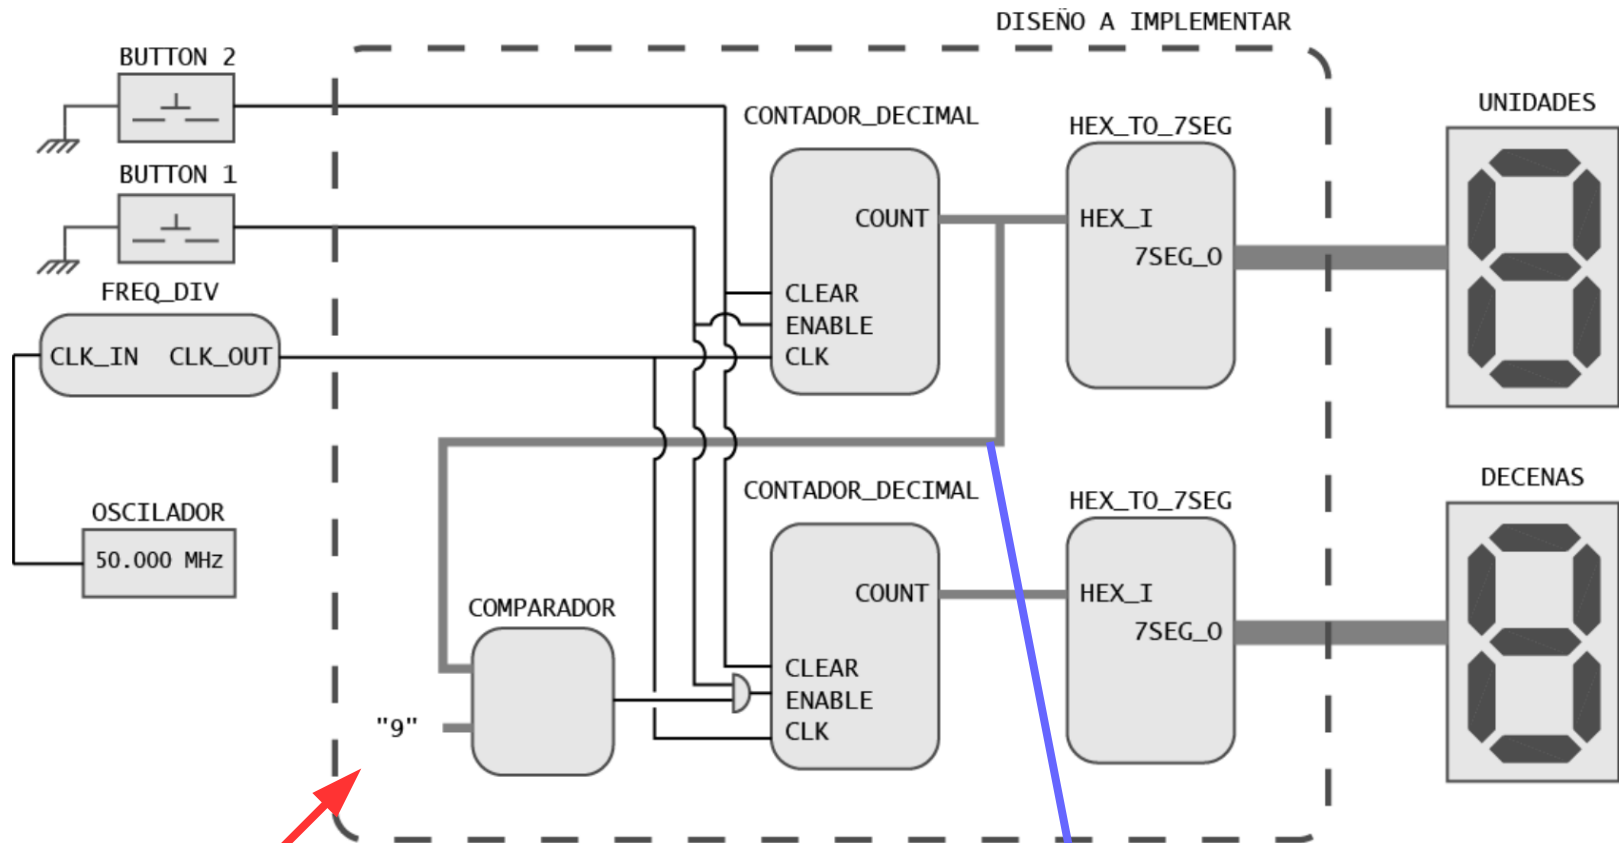 DISEÑO A IMPLEMENTAR
BUTTON 2
BUTTON 1
FREQ_DIV
CLK_IN CLK_OUT
OSCILADOR
50.000 MHz
CONTADOR_DECIMAL
COUNT
CLEAR
ENABLE
CLK
HEX_TO_7SEG
HEX_I
7SEG_O
UNIDADES
COMPARADOR
"9"
CONTADOR_DECIMAL
COUNT
CLEAR
ENABLE
CLK
HEX_TO_7SEG
HEX_I
7SEG_O
DECENAS